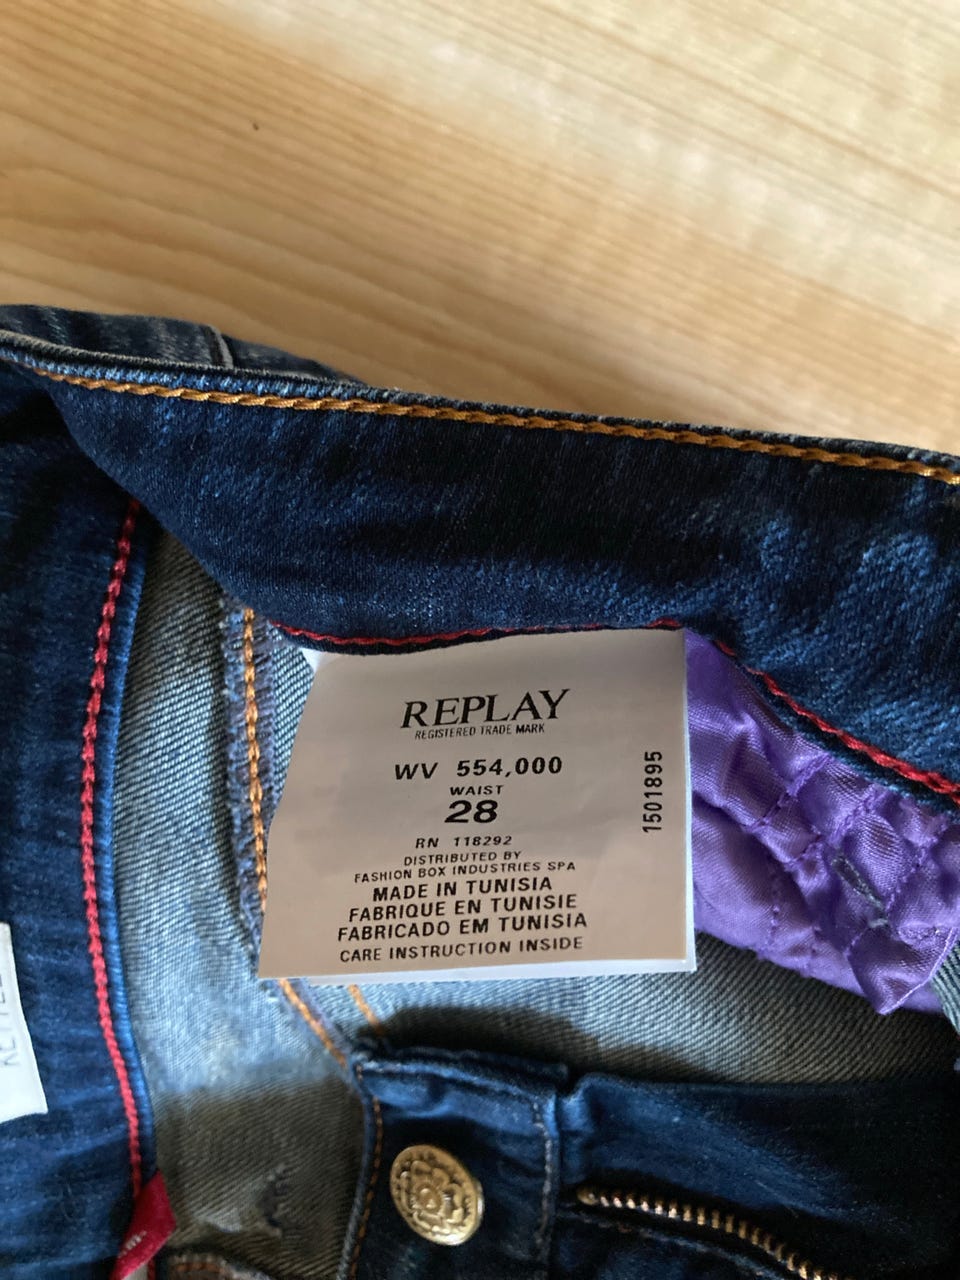 REPLAY
REGISTERED TRADE MARK
WV 554,000
WAIST
28
RN 118292
DISTRIBUTED BY
FASHION BOX INDUSTRIES SPA
MADE IN TUNISIA
FABRIQUE EN TUNISIE
FABRICADO EM TUNISIA
CARE INSTRUCTION INSIDE
1501895